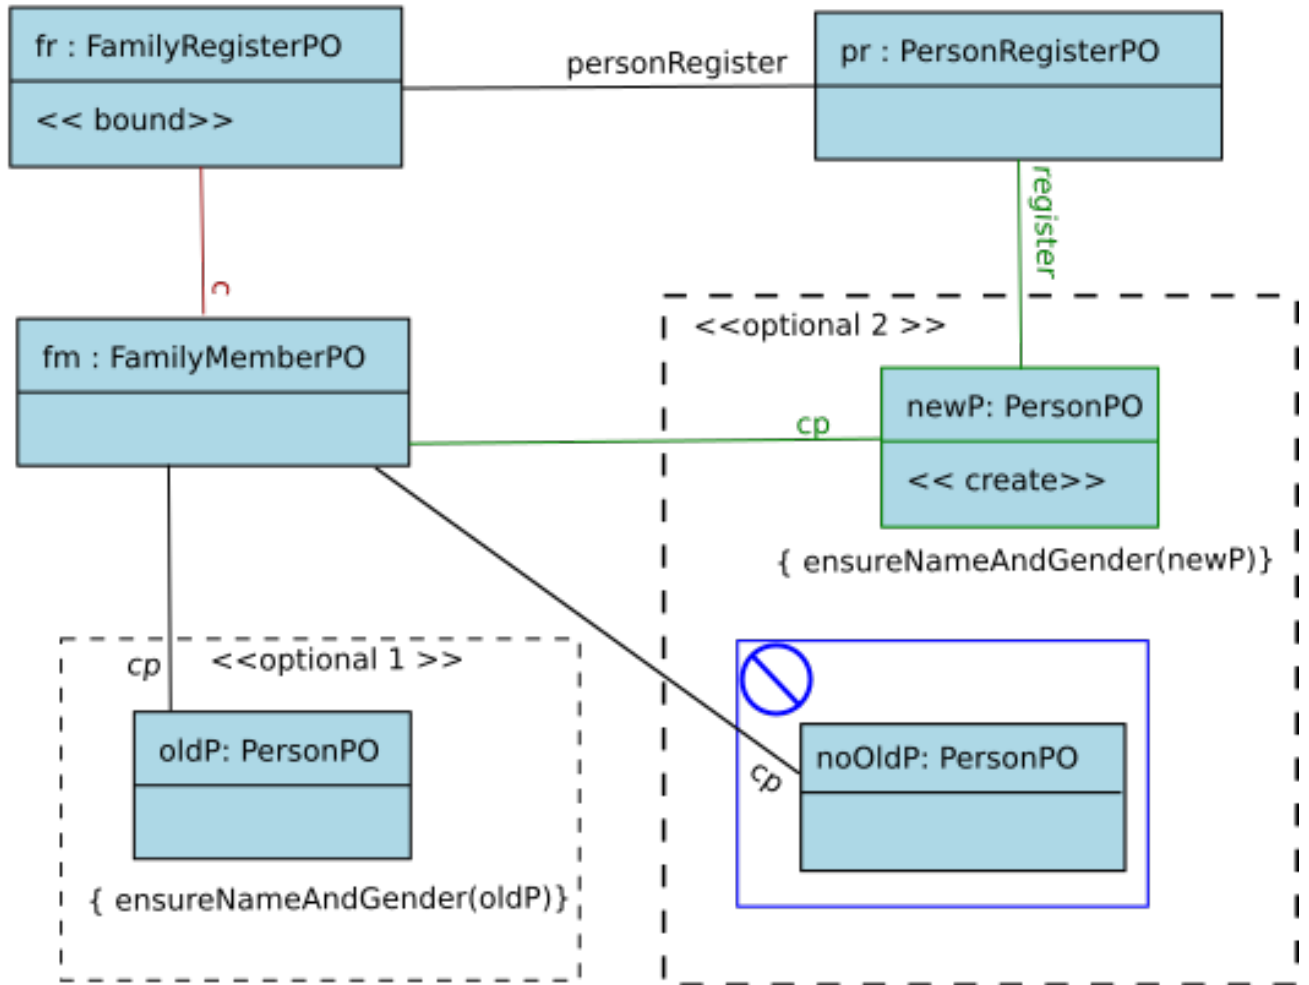 fr : FamilyRegisterPO
<< bound>>
personRegister
pr : PersonRegisterPO
register
c
fm : FamilyMemberPO
<<optional 2 >>
cp
newP: PersonPO
<< create>>
{ ensureNameAndGender(newP)}
cp
<<optional 1 >>
oldP: PersonPO
{ ensureNameAndGender(oldP)}
cp
noOldP: PersonPO